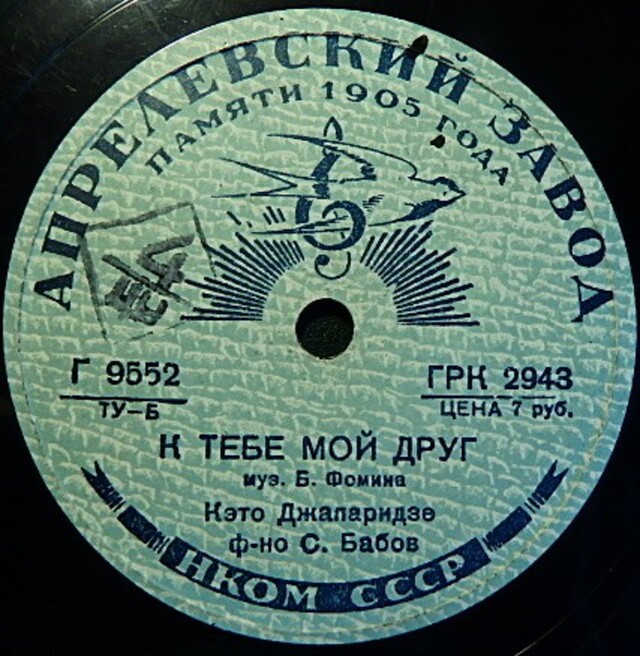 АПРЕЛЕВСКИЙ ЗАВОД
ПАМЯТИ 1905 ГОДА
Г 9552
ТУ-Б
ГРК 2943
ЦЕНА 7 руб.
К ТЕБЕ МОЙ ДРУГ
муз. Б. Фомина
Кэто Джапаридзе
ф-но С. Бабов
НКОМ СССР